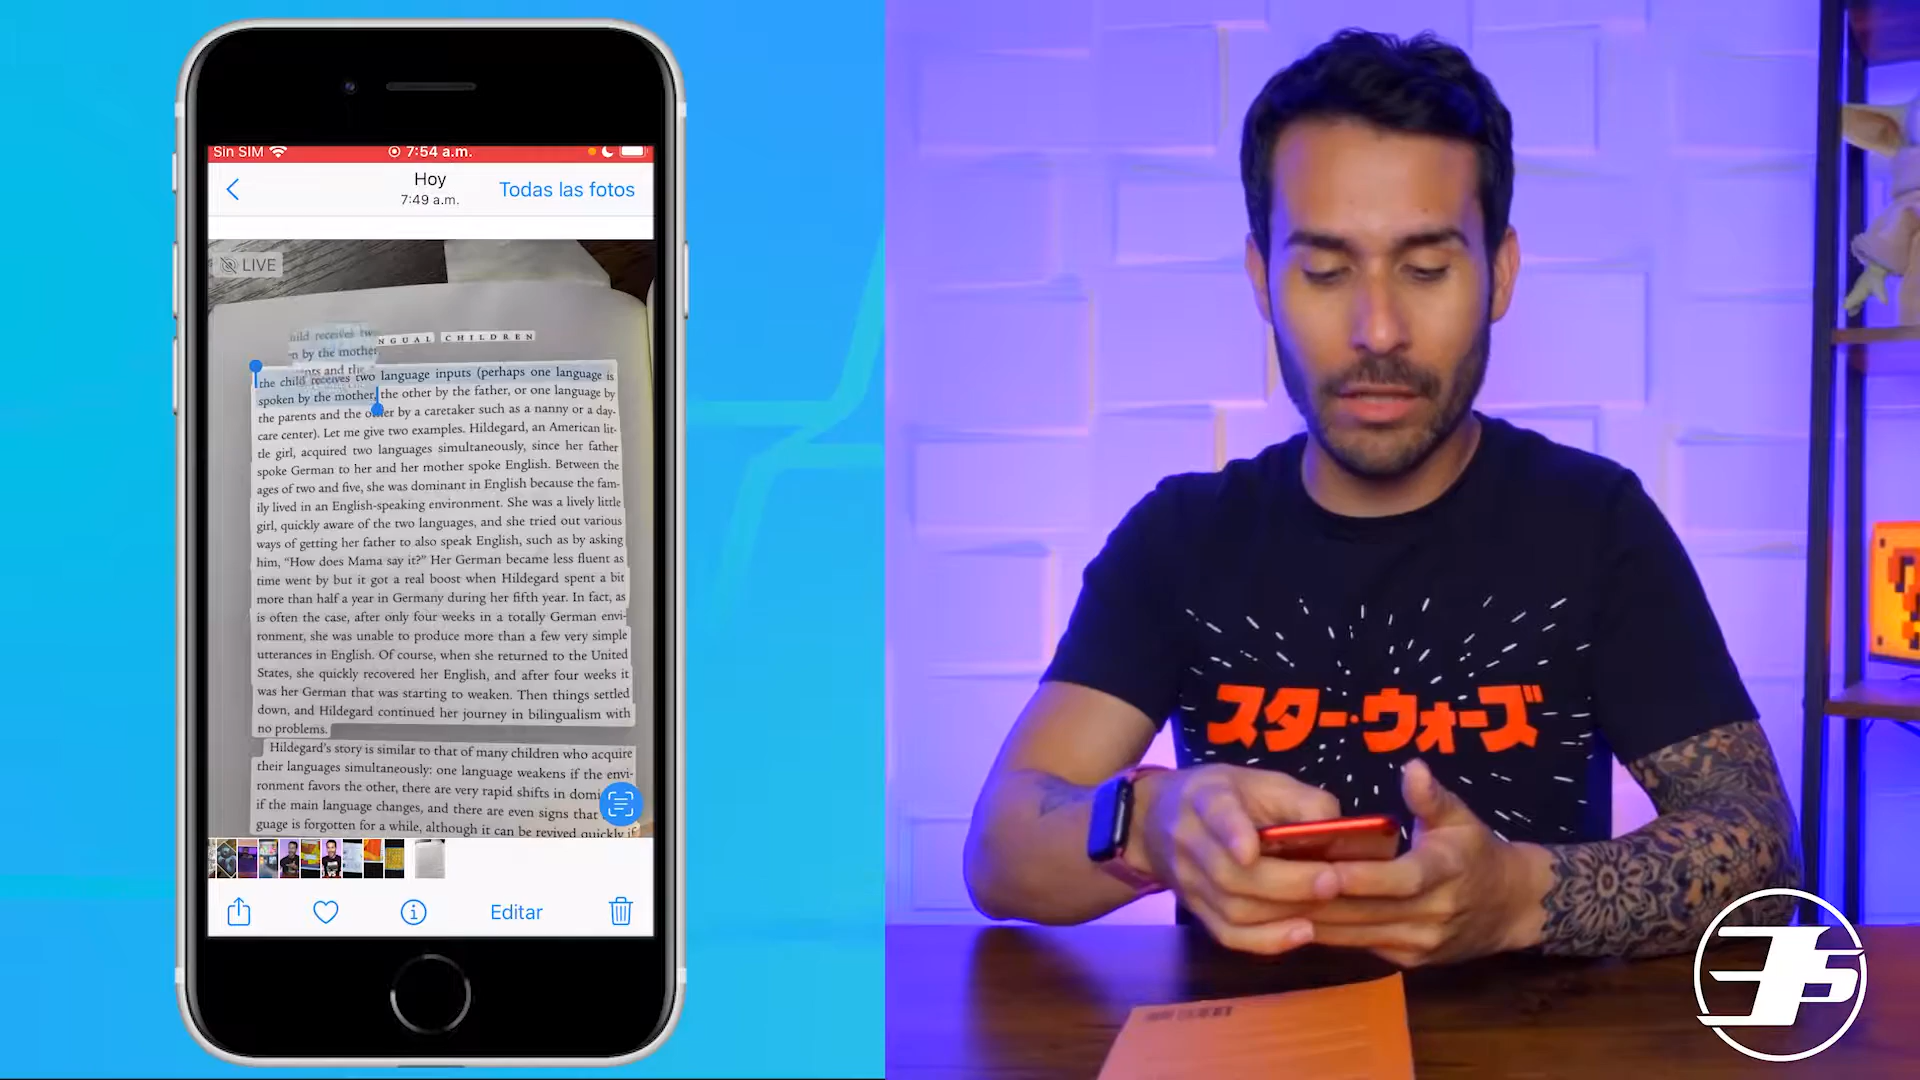 Sin SIM
7:54 a.m.
Hoy
7:49 a.m.
Todas las fotos
LIVE
NGUAL CHILDREN
the child receives two language inputs (perhaps one language is
spoken by the mother, the other by the father, or one language by
the parents and the other by a caretaker such as a nanny or a day-
care center). Let me give two examples. Hildegard, an American lit-
tle girl, acquired two languages simultaneously, since her father
spoke German to her and her mother spoke English. Between the
ages of two and five, she was dominant in English because the fam-
ily lived in an English-speaking environment. She was a lively little
girl, quickly aware of the two languages, and she tried out various
ways of getting her father to also speak English, such as by asking
him, “How does Mama say it?” Her German became less fluent as
time went by but it got a real boost when Hildegard spent a bit
more than half a year in Germany during her fifth year. In fact, as
is often the case, after only four weeks in a totally German envi-
ronment, she was unable to produce more than a few very simple
utterances in English. Of course, when she returned to the United
States, she quickly recovered her English, and after four weeks it
was her German that was starting to weaken. Then things settled
down, and Hildegard continued her journey in bilingualism with
no problems.
Hildegard's story is similar to that of many children who acquire
their languages simultaneously: one language weakens if the envi-
ronment favors the other, there are very rapid shifts in domi
if the main language changes, and there are even signs that
guage is forgotten for a while, although it can be revived quickly if
Editar
スター・ウォーズ